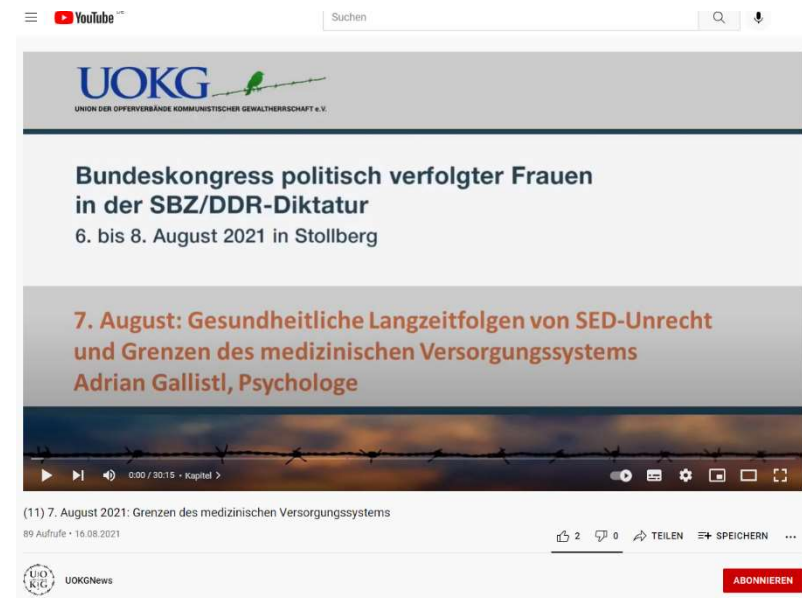 YouTube DE
Suchen
UOKG
UNION DER OPFERVERBÄNDE KOMMUNISTISCHER GEWALTHERRSCHAFT e.V.
Bundeskongress politisch verfolgter Frauen
in der SBZ/DDR-Diktatur
6. bis 8. August 2021 in Stollberg
7. August: Gesundheitliche Langzeitfolgen von SED-Unrecht
und Grenzen des medizinischen Versorgungssystems
Adrian Gallistl, Psychologe
0:00 / 30:15 • Kapitel >
(11) 7. August 2021: Grenzen des medizinischen Versorgungssystems
89 Aufrufe • 16.08.2021
2 0 TEILEN SPEICHERN ...
UOKG UOKGNews
ABONNIEREN